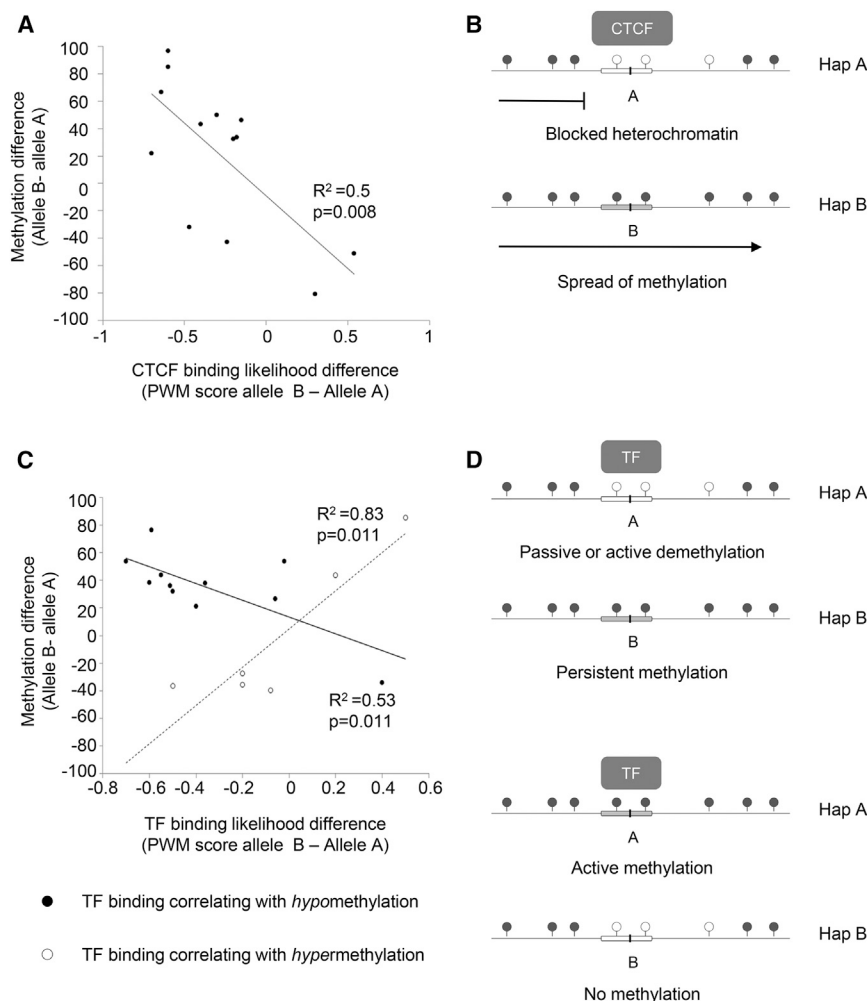 A
100
80
60
40
20
0
-20
-40
-60
-80
-100
-1
-0.5
0
0.5
1
Methylation difference
(Allele B- allele A)
R² =0.5
p=0.008
CTCF binding likelihood difference
(PWM score allele B – Allele A)
B
CTCF
Hap A
A
Blocked heterochromatin
Hap B
B
Spread of methylation
C
100
80
60
40
20
0
-20
-40
-60
-80
-100
-0.8
-0.6
-0.4
-0.2
0
0.2
0.4
0.6
Methylation difference
(Allele B- allele A)
R² =0.83
p=0.011
R² =0.53
p=0.011
TF binding likelihood difference
(PWM score allele B – Allele A)
TF binding correlating with hypomethylation
TF binding correlating with hypermethylation
D
TF
Hap A
A
Passive or active demethylation
Hap B
B
Persistent methylation
TF
Hap A
A
Active methylation
Hap B
B
No methylation